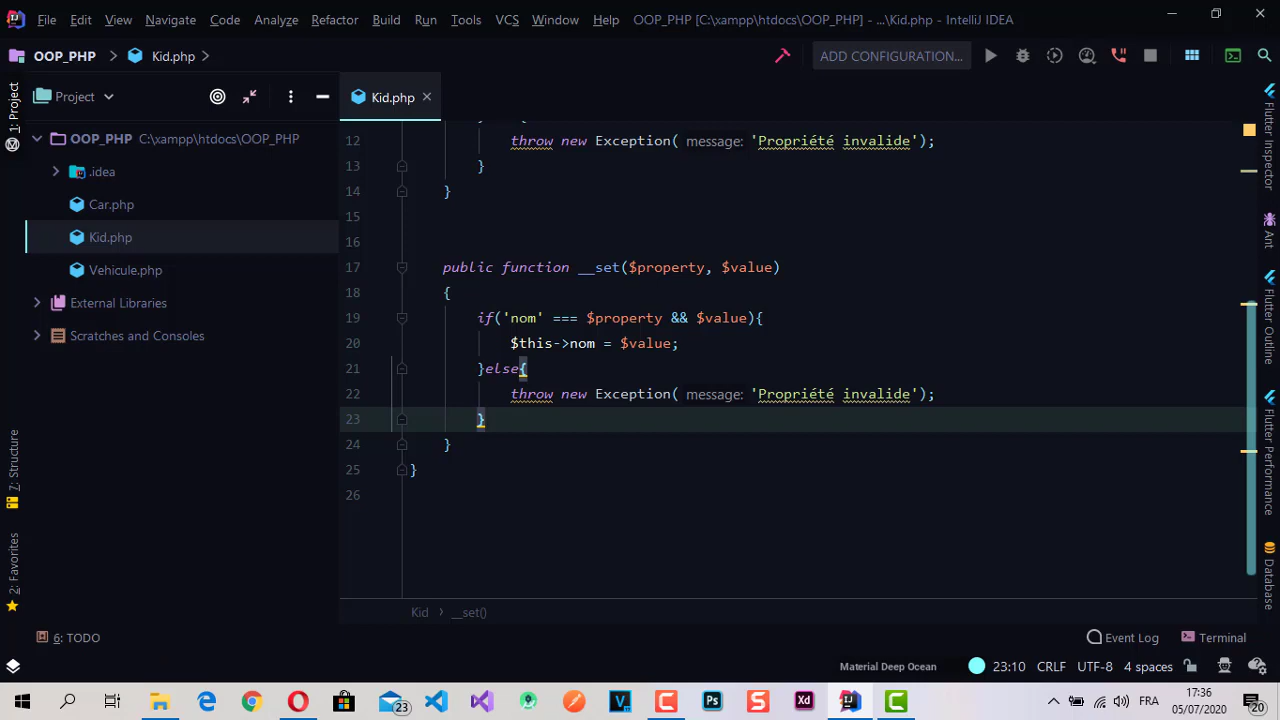 File Edit View Navigate Code Analyze Refactor Build Run Tools VCS Window Help OOP_PHP [C:\xampp\htdocs\OOP_PHP] - ...\Kid.php - IntelliJ IDEA
OOP_PHP Kid.php ADD CONFIGURATION...
Project Kid.php
1: Project
OOP_PHP C:\xampp\htdocs\OOP_PHP
.idea
Car.php
Kid.php
Vehicule.php
External Libraries
Scratches and Consoles
7: Structure
2: Favorites
12 throw new Exception( message: 'Propriété invalide');
13 }
14 }
15
16
17 public function __set($property, $value)
18 {
19 if('nom' === $property && $value){
20 $this->nom = $value;
21 }else{
22 throw new Exception( message: 'Propriété invalide');
23 }
24 }
25 }
26
Kid __set()
Flutter Inspector
Ant
Flutter Outline
Flutter Performance
Database
6: TODO Event Log Terminal
Material Deep Ocean 23:10 CRLF UTF-8 4 spaces
23 Ps S Xd FRA 17:36
05/07/2020 20